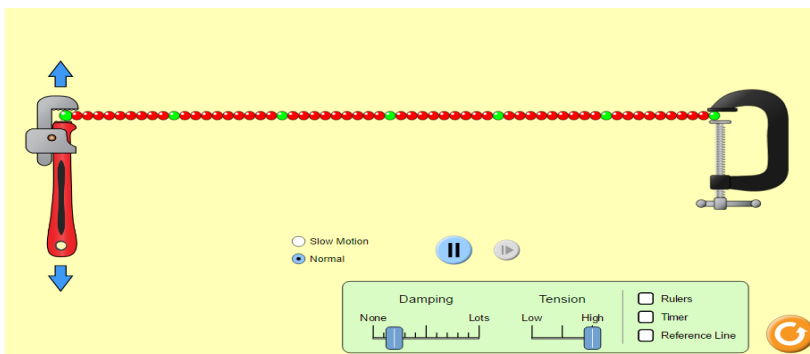 Slow Motion
Normal
Damping
None
Lots
Tension
Low
High
Rulers
Timer
Reference Line